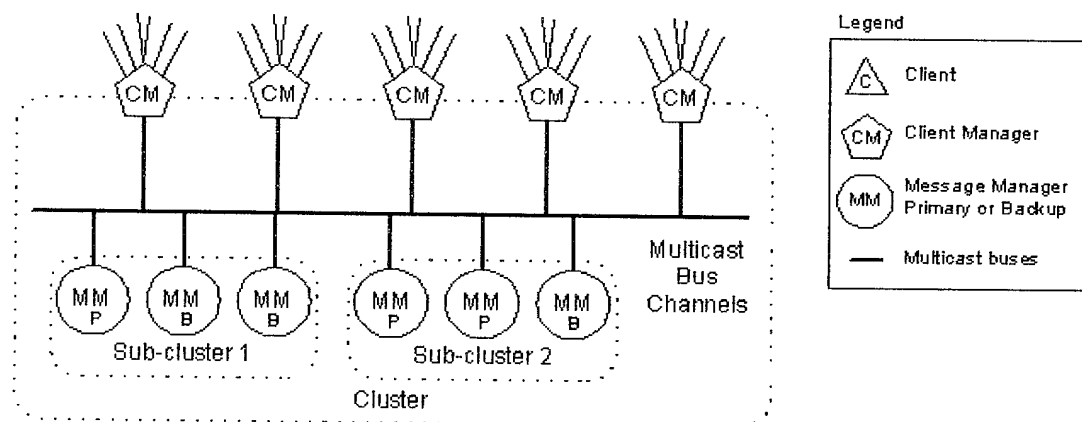 CM CM CM CM CM
MM P MM B MM B MM P MM P MM B
Sub-cluster 1
Sub-cluster 2
Multicast
Bus
Channels
Cluster
Legend
C Client
CM Client Manager
MM Message Manager
Primary or Backup
Multicast buses